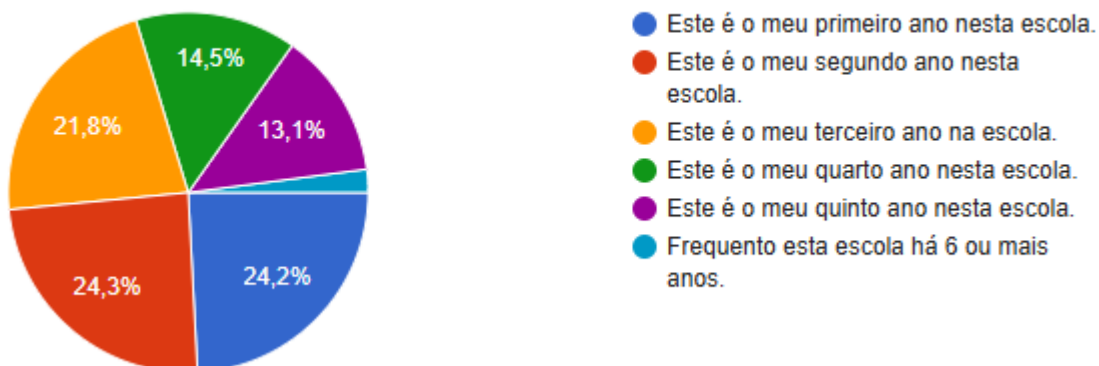 14,5%
21,8%
13,1%
24,3%
24,2%
Este é o meu primeiro ano nesta escola.
Este é o meu segundo ano nesta
escola.
Este é o meu terceiro ano na escola.
Este é o meu quarto ano nesta escola.
Este é o meu quinto ano nesta escola.
Frequento esta escola há 6 ou mais
anos.